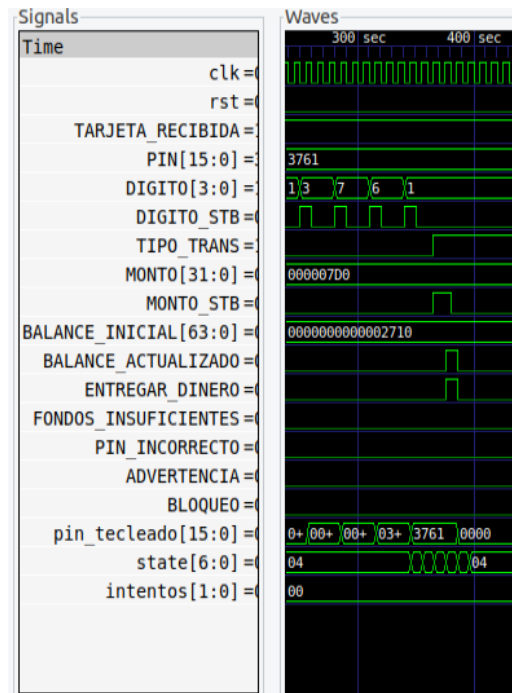 Signals
Waves
Time
300 sec 400 sec
clk =
rst =
TARJETA_RECIBIDA =
PIN[15:0] = 3761
DIGITO[3:0] = 1 3 7 6 1
DIGITO_STB =
TIPO_TRANS =
MONTO[31:0] = 000007D0
MONTO_STB =
BALANCE_INICIAL[63:0] = 0000000000002710
BALANCE_ACTUALIZADO =
ENTREGAR_DINERO =
FONDOS_INSUFICIENTES =
PIN_INCORRECTO =
ADVERTENCIA =
BLOQUEO =
pin_tecleado[15:0] = 0+ 00+ 00+ 03+ 3761 0000
state[6:0] = 04 04
intentos[1:0] = 00